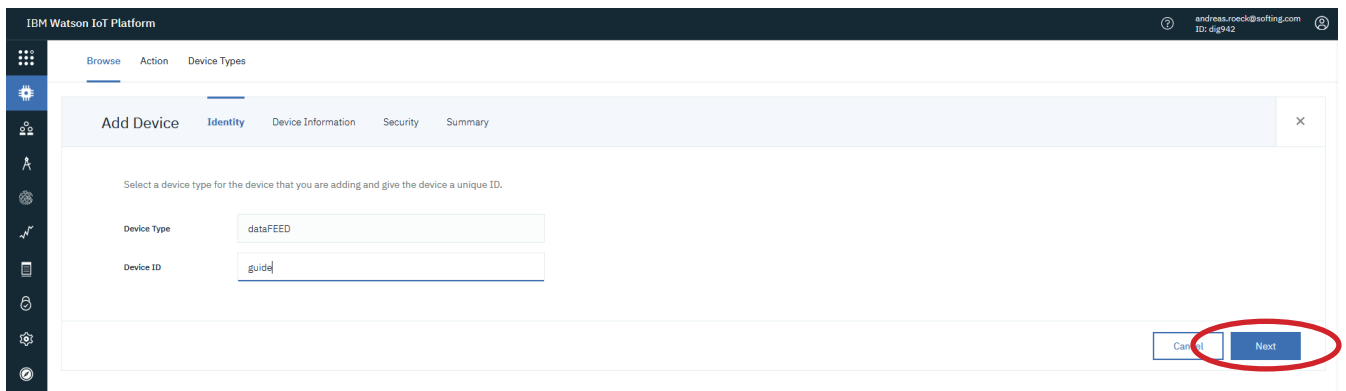 IBM Watson IoT Platform
andreas.roeck@softing.com
ID: dig942
Browse Action Device Types
Add Device Identity Device Information Security Summary
Select a device type for the device that you are adding and give the device a unique ID.
Device Type dataFEED
Device ID guide
Cancel Next